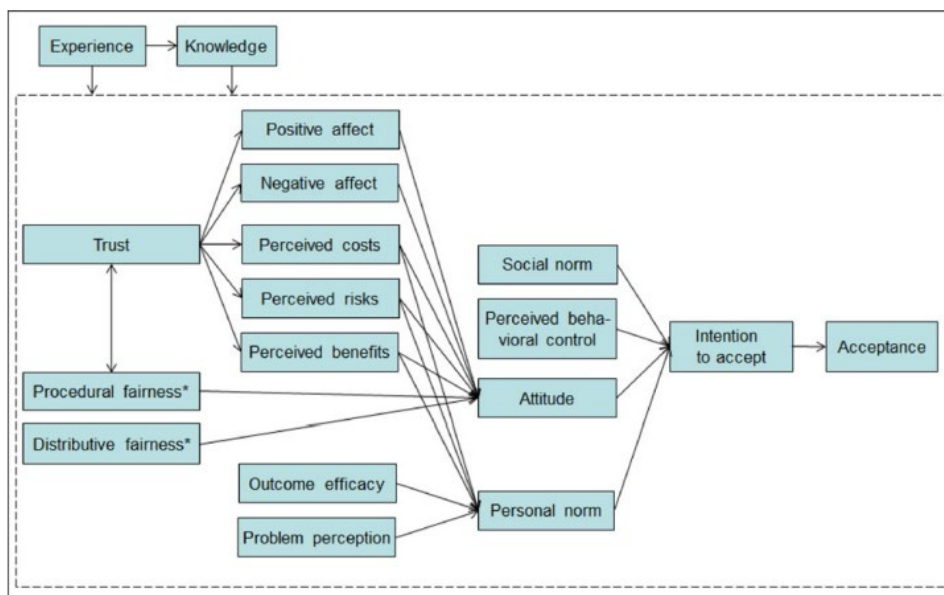 Experience
Knowledge
Positive affect
Negative affect
Trust
Perceived costs
Social norm
Perceived risks
Perceived beha-
vioral control
Intention
to accept
Acceptance
Perceived benefits
Procedural fairness*
Attitude
Distributive fairness*
Outcome efficacy
Personal norm
Problem perception